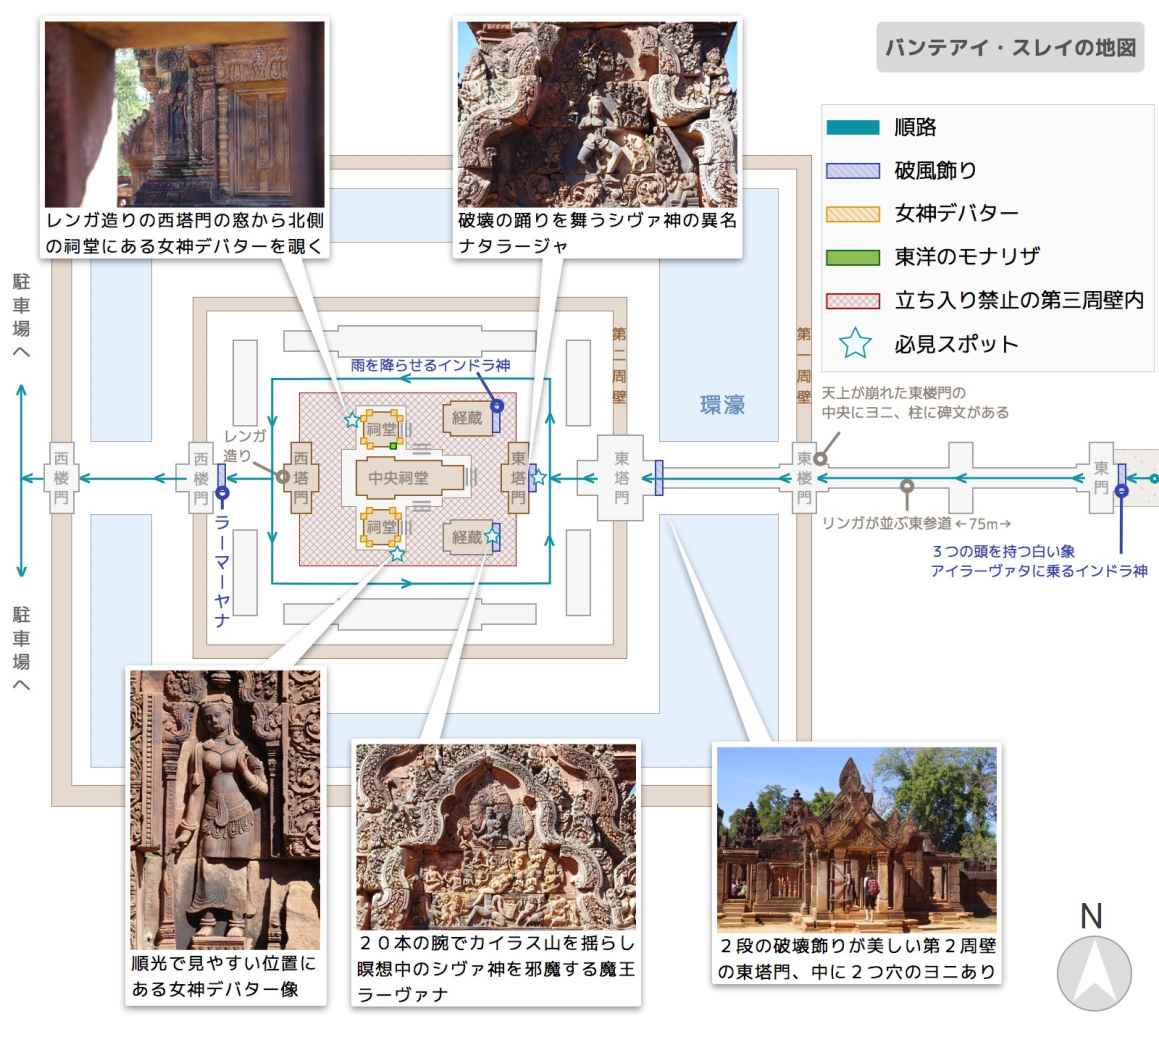 バンテアイ・スレイの地図
順路
破風飾り
女神デバター
東洋のモナリザ
立ち入り禁止の第三周壁内
必見スポット
レンガ造りの西塔門の窓から北側
の祠堂にある女神デバターを覗く
破壊の踊りを舞うシヴァ神の異名
ナタラージャ
駐車場へ
雨を降らせるインドラ神
第二周壁
第一周壁
環濠
天上が崩れた東楼門の
中央にヨニ、柱に碑文がある
レンガ
造り
祠堂
経蔵
西楼門
西楼門
西塔門
中央祠堂
東塔門
東塔門
東楼門
東門
祠堂
経蔵
ラーマーヤナ
リンガが並ぶ東参道←75m→
3つの頭を持つ白い象
アイラーヴァタに乗るインドラ神
駐車場へ
順光で見やすい位置に
ある女神デバター像
20本の腕でカイラス山を揺らし
瞑想中のシヴァ神を邪魔する魔王
ラーヴァナ
2段の破壊飾りが美しい第2周壁
の東塔門、中に2つ穴のヨニあり
N